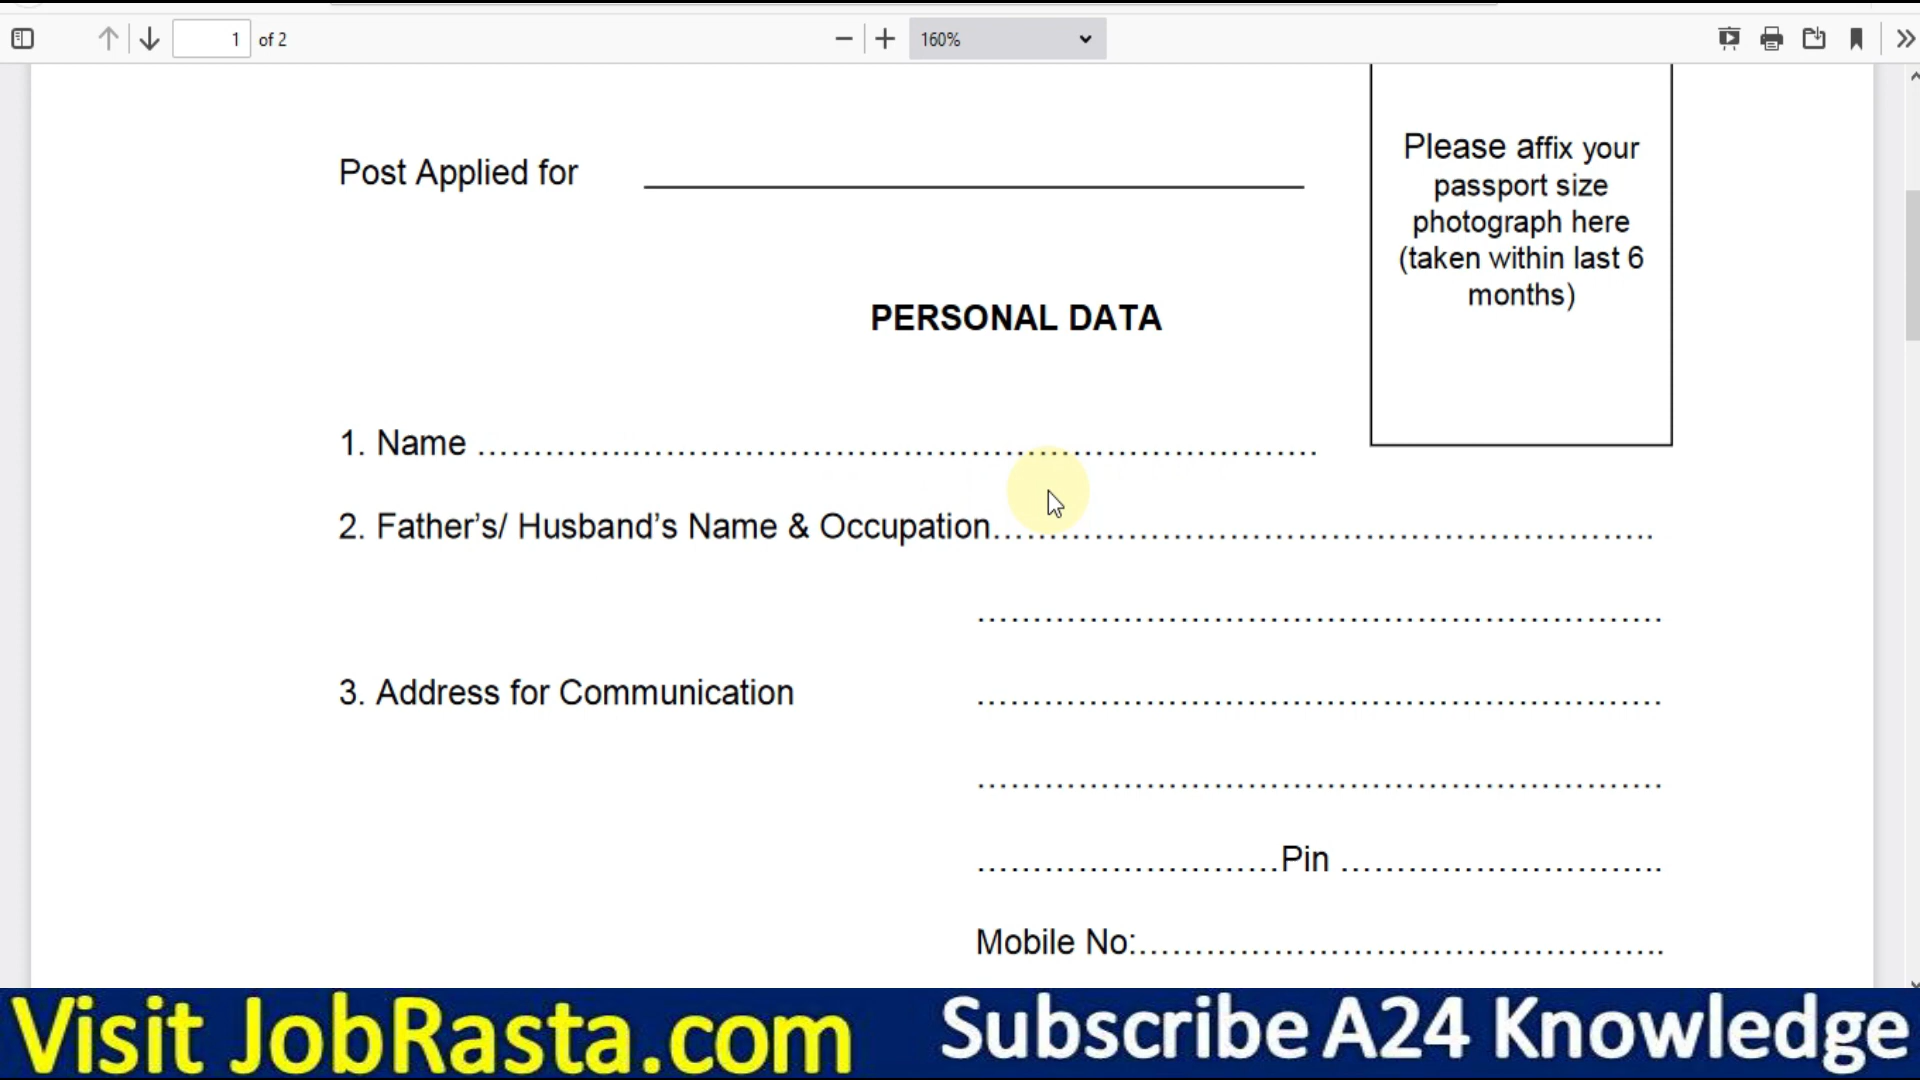 1 of 2
160%
Please affix your
passport size
photograph here
(taken within last 6
months)
Post Applied for ____________________
PERSONAL DATA
1. Name ………………………………………………………………
2. Father’s/ Husband’s Name & Occupation………………………………………………….
……………………………………………………
3. Address for Communication ……………………………………………………
……………………………………………………
………………………Pin ……………………….
Mobile No:……………………………………….
Visit JobRasta.com Subscribe A24 Knowledge